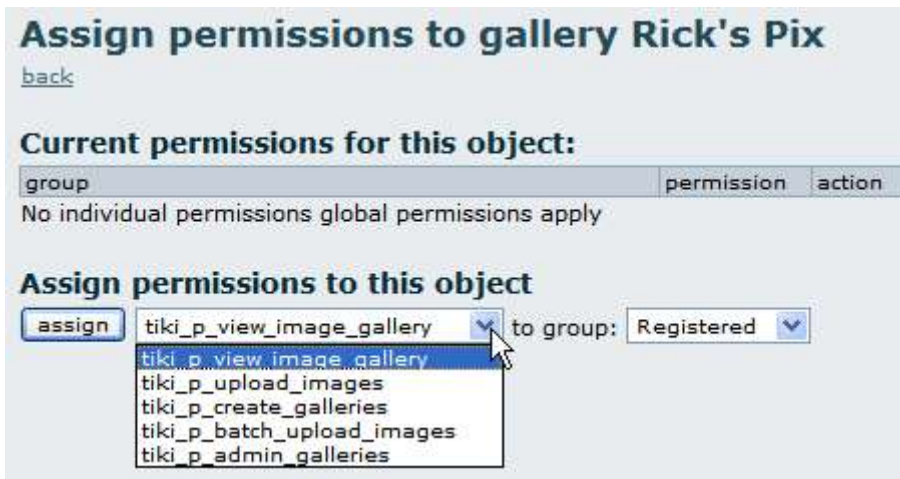 Assign permissions to gallery Rick's Pix
back
Current permissions for this object:
group permission action
No individual permissions global permissions apply
Assign permissions to this object
assign tiki_p_view_image_gallery to group: Registered
tiki_p_view_image_gallery
tiki_p_upload_images
tiki_p_create_galleries
tiki_p_batch_upload_images
tiki_p_admin_galleries